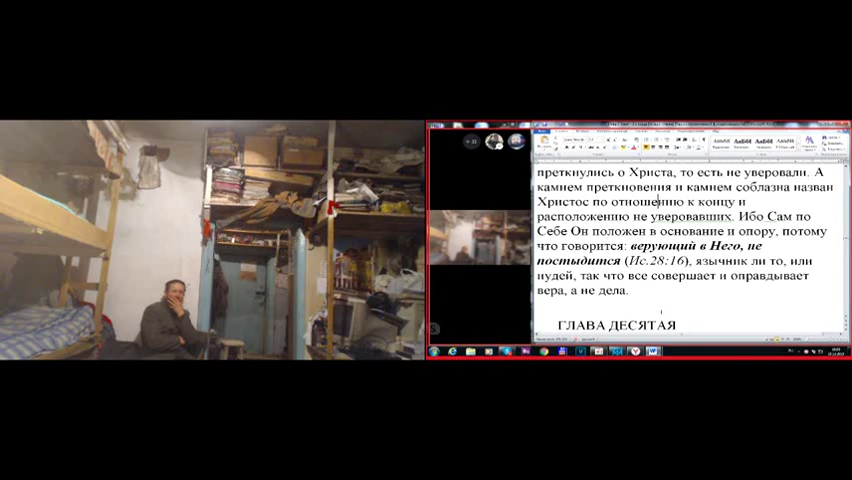 преткнулись о Христа, то есть не уверовали. А
камнем преткновения и камнем соблазна назван
Христос по отношению к концу и
расположению не уверовавших. Ибо Сам по
Себе Он положен в основание и опору, потому
что говорится: верующий в Него, не
постыдится (Ис.28:16), язычник ли то, или
иудей, так что все совершает и оправдывает
вера, а не дела.
ГЛАВА ДЕСЯТАЯ